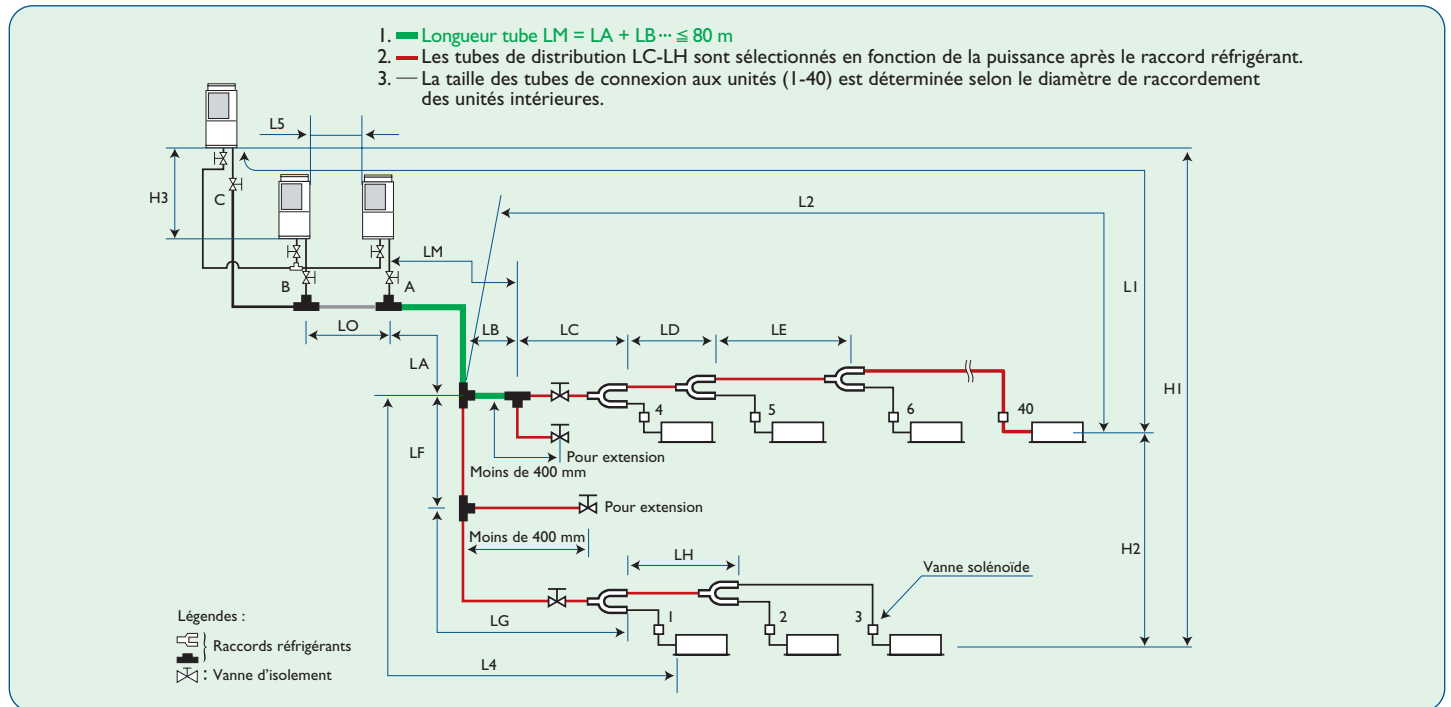 1. Longueur tube LM = LA + LB··· ≦ 80 m
2. Les tubes de distribution LC-LH sont sélectionnés en fonction de la puissance après le raccord réfrigérant.
3. La taille des tubes de connexion aux unités (1-40) est déterminée selon le diamètre de raccordement
des unités intérieures.
L5
C
H3
L2
LM
L1
B
A
LO
LA
LB
LC
LD
LE
H1
4
5
6
40
LF
Pour extension
Moins de 400 mm
Pour extension
Moins de 400 mm
LH
H2
Vanne solénoïde
LG
1
2
3
L4
Légendes :
Raccords réfrigérants
: Vanne d'isolement